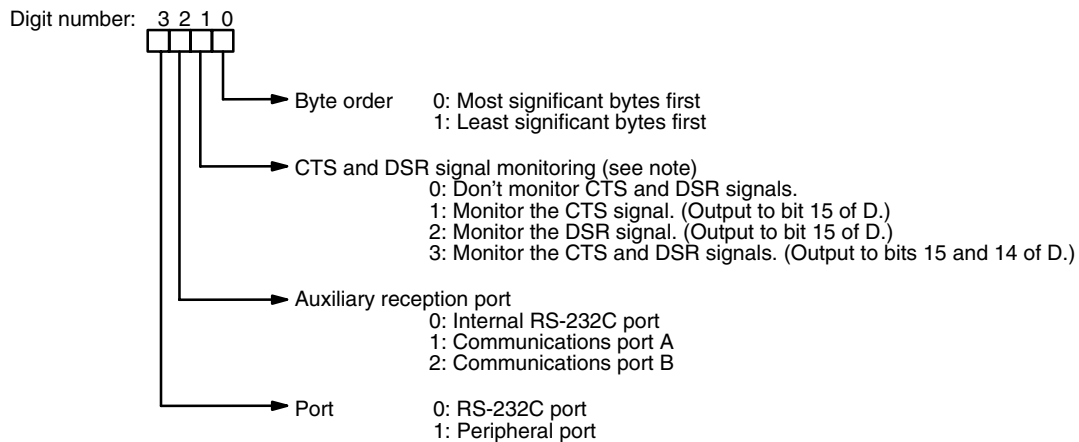 Digit number: 3 2 1 0
Byte order 0: Most significant bytes first
1: Least significant bytes first
CTS and DSR signal monitoring (see note)
0: Don't monitor CTS and DSR signals.
1: Monitor the CTS signal. (Output to bit 15 of D.)
2: Monitor the DSR signal. (Output to bit 15 of D.)
3: Monitor the CTS and DSR signals. (Output to bits 15 and 14 of D.)
Auxiliary reception port
0: Internal RS-232C port
1: Communications port A
2: Communications port B
Port 0: RS-232C port
1: Peripheral port